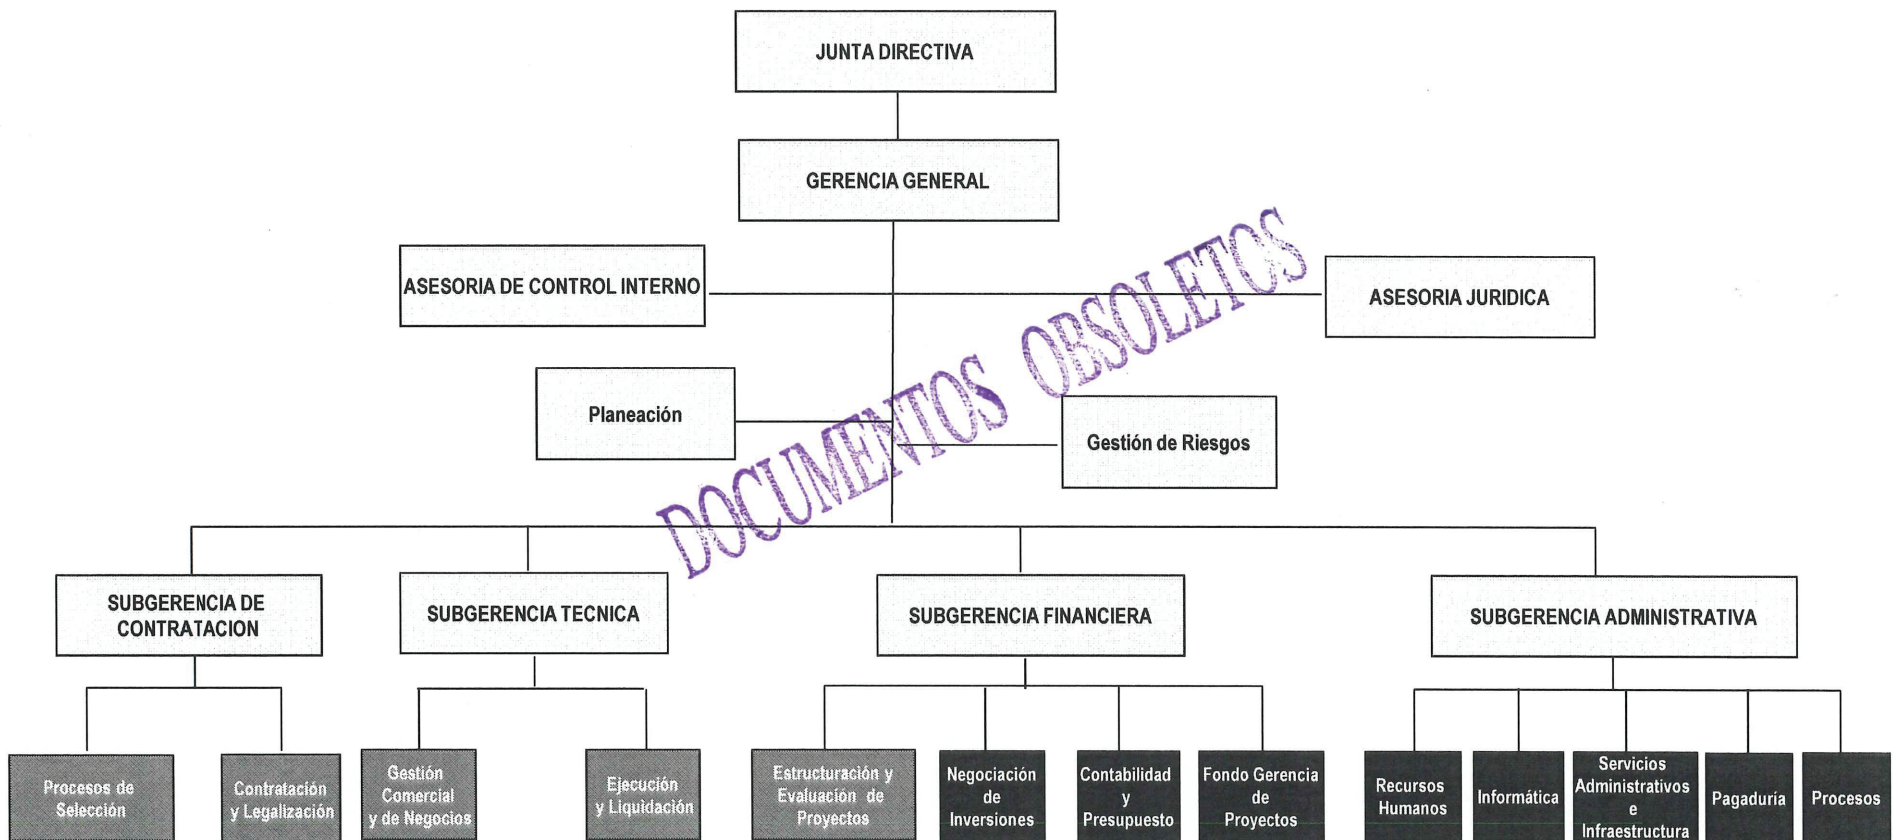 JUNTA DIRECTIVA
GERENCIA GENERAL
ASESORIA DE CONTROL INTERNO
ASESORIA JURIDICA
Planeación
Gestión de Riesgos
DOCUMENTOS OBSOLETOS
SUBGERENCIA DE
CONTRATACION
SUBGERENCIA TECNICA
SUBGERENCIA FINANCIERA
SUBGERENCIA ADMINISTRATIVA
Procesos de
Selección
Contratación
y Legalización
Gestión
Comercial
y de Negocios
Ejecución
y Liquidación
Estructuración y
Evaluación de
Proyectos
Negociación
de
Inversiones
Contabilidad
y
Presupuesto
Fondo Gerencia
de
Proyectos
Recursos
Humanos
Informática
Servicios
Administrativos
e
Infraestructura
Pagaduría
Procesos